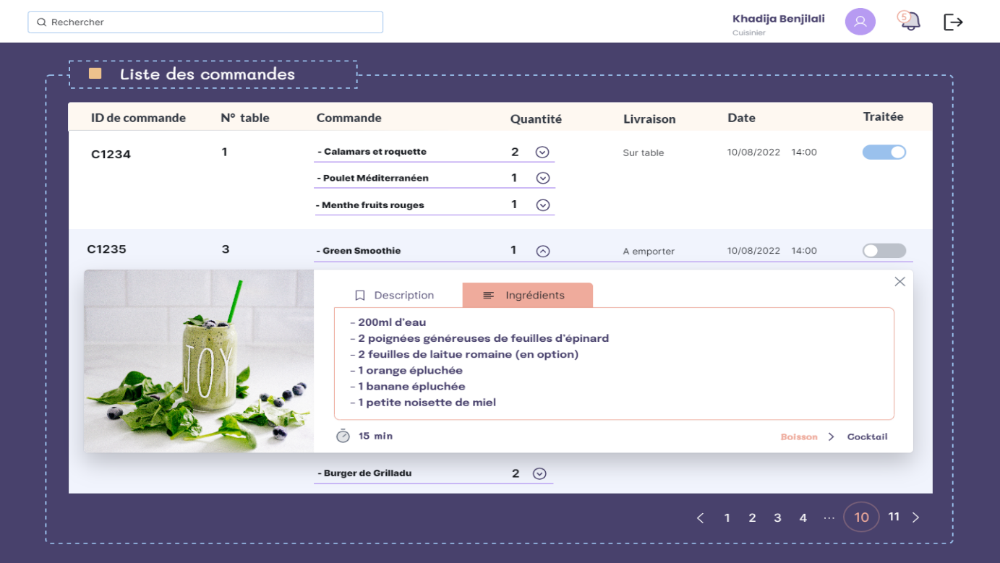 Rechercher
Khadija Benjilali
Cuisinier
5
Liste des commandes
ID de commande N° table Commande Quantité Livraison Date Traitée
C1234 1 - Calamars et roquette 2 Sur table 10/08/2022 14:00
- Poulet Méditerranéen 1
- Menthe fruits rouges 1
C1235 3 - Green Smoothie 1 A emporter 10/08/2022 14:00
Description Ingrédients
- 200ml d'eau
- 2 poignées généreuses de feuilles d'épinard
- 2 feuilles de laitue romaine (en option)
- 1 orange épluchée
- 1 banane épluchée
- 1 petite noisette de miel
JOY
15 min Boisson > Cocktail
- Burger de Grilladu 2
< 1 2 3 4 ... 10 11 >